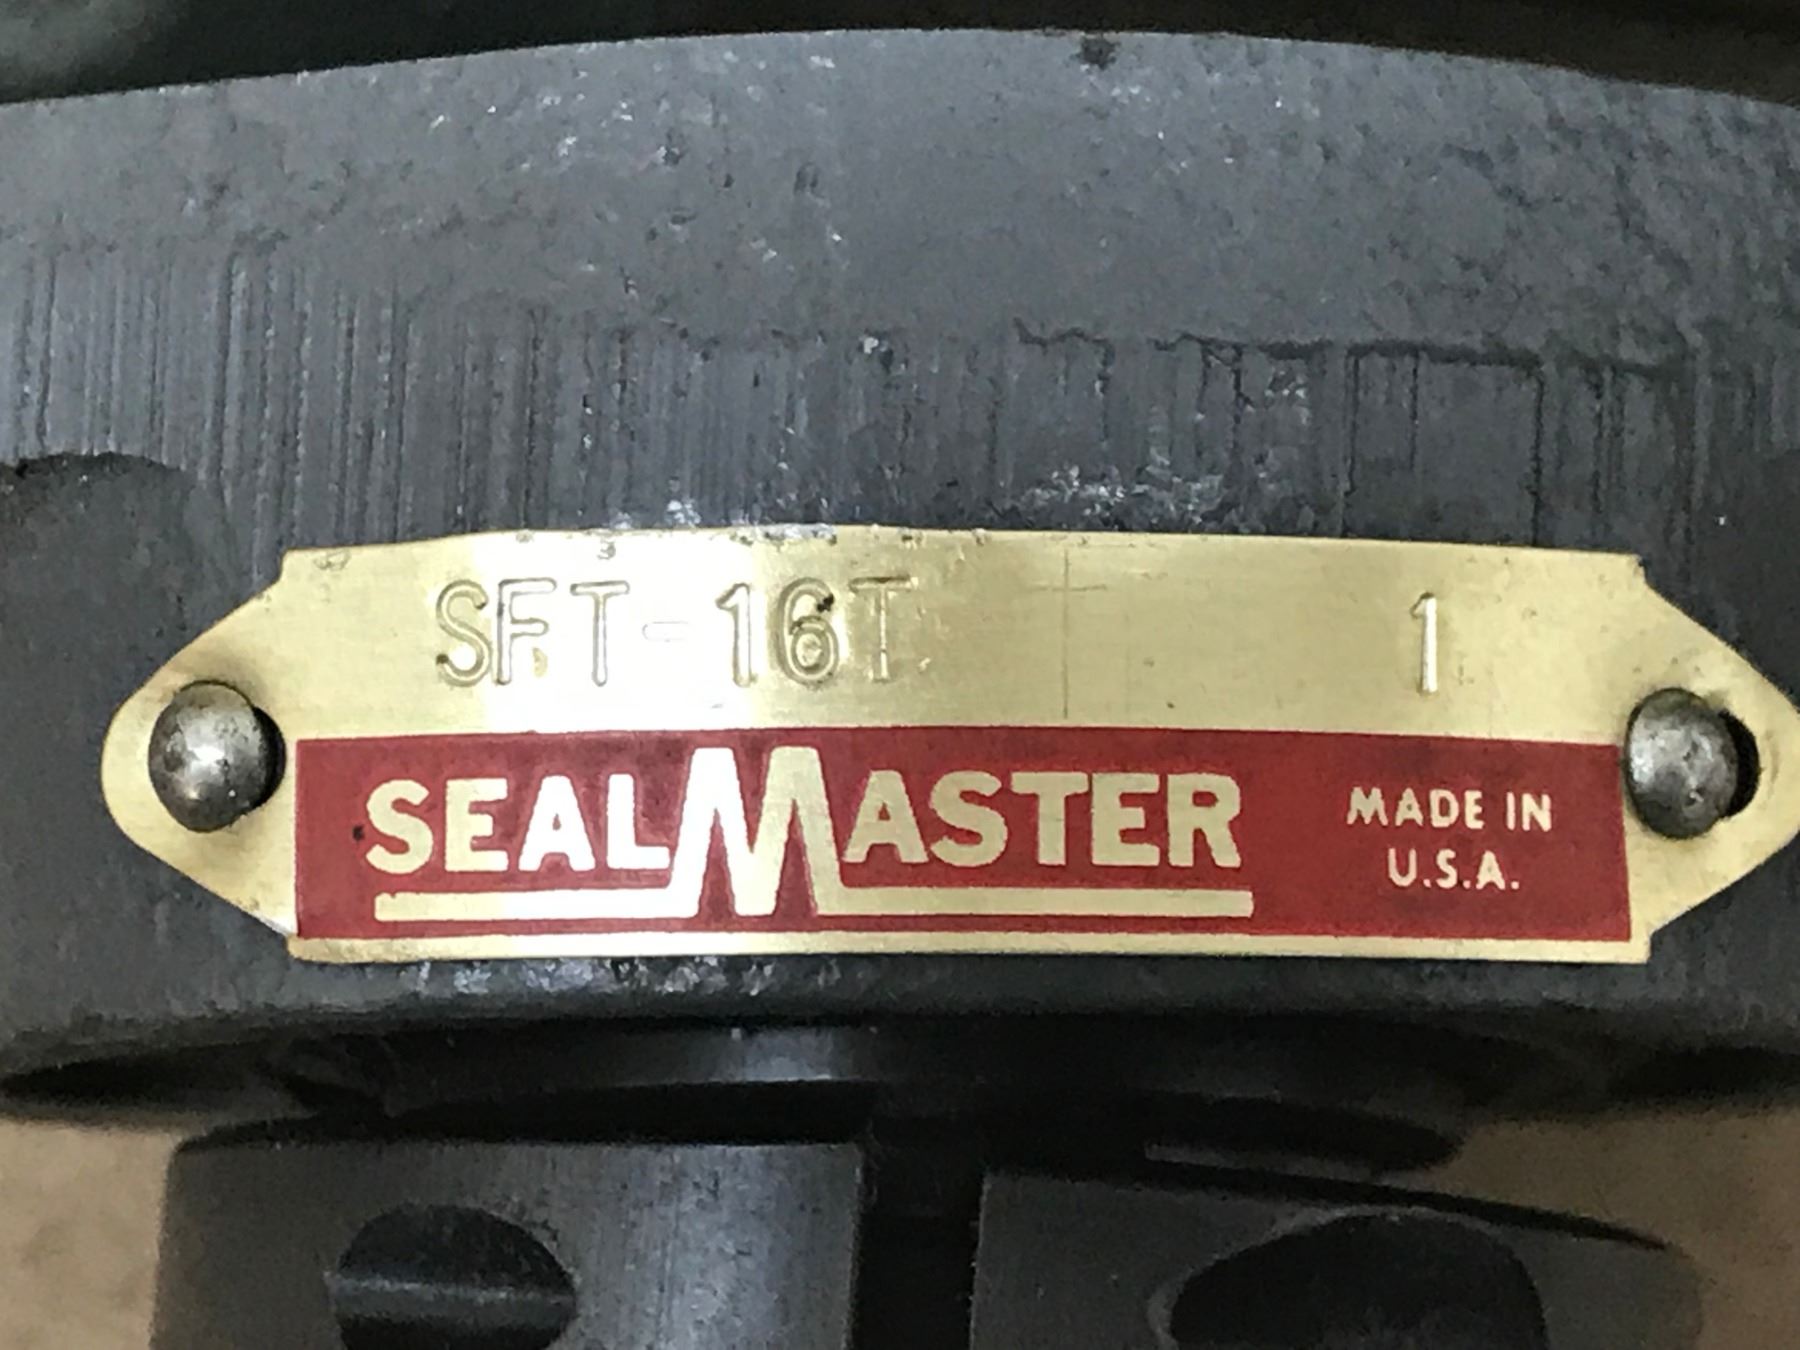 SFT-16T 1
SEALMASTER
MADE IN
U.S.A.